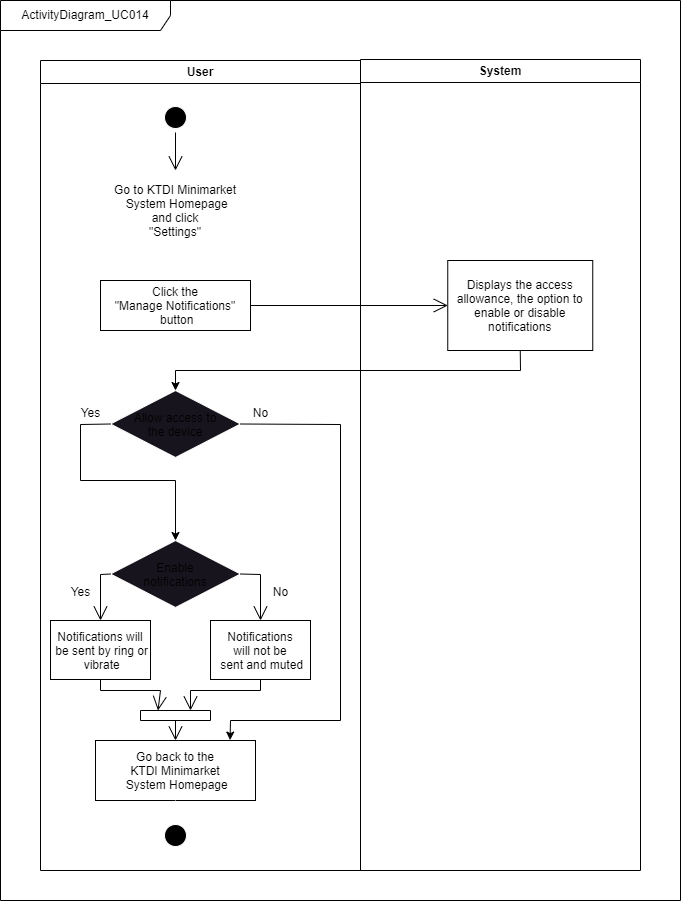 ActivityDiagram_UC014
User
System
Go to KTDI Minimarket
System Homepage
and click
"Settings"
Click the
"Manage Notifications"
button
Displays the access
allowance, the option to
enable or disable
notifications
Allow access to
the device
Yes
No
Enable
notifications
Yes
No
Notifications will
be sent by ring or
vibrate
Notifications
will not be
sent and muted
Go back to the
KTDI Minimarket
System Homepage